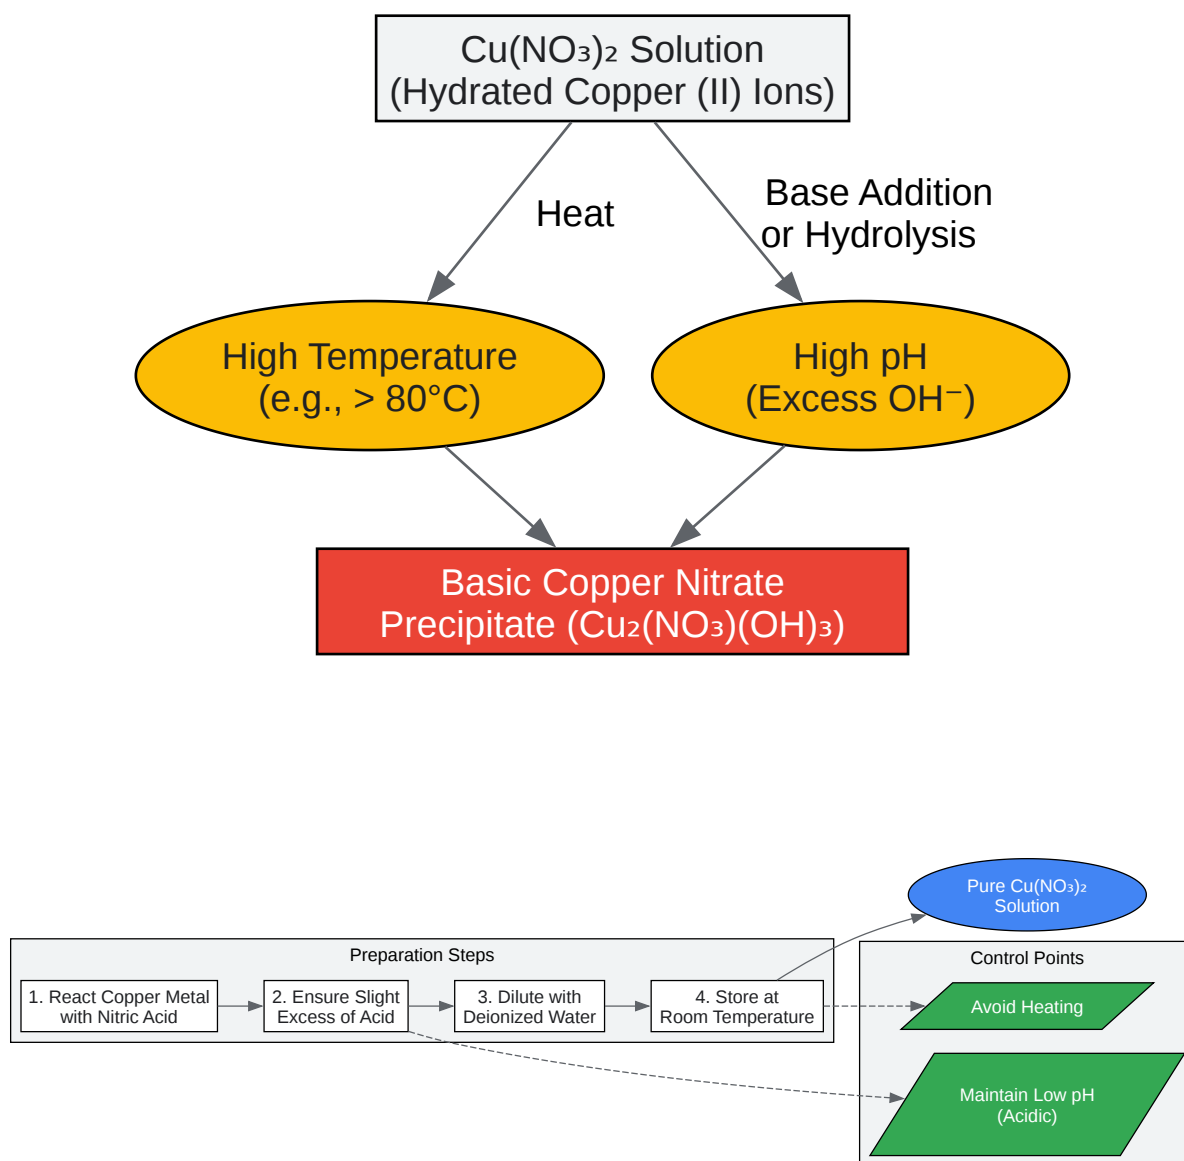 Cu(NO₃)₂ Solution
(Hydrated Copper (II) Ions)
Heat
Base Addition
or Hydrolysis
High Temperature
(e.g., > 80°C)
High pH
(Excess OH⁻)
Basic Copper Nitrate
Precipitate (Cu₂(NO₃)(OH)₃)
Pure Cu(NO₃)₂
Solution
Preparation Steps
1. React Copper Metal
with Nitric Acid
2. Ensure Slight
Excess of Acid
3. Dilute with
Deionized Water
4. Store at
Room Temperature
Control Points
Avoid Heating
Maintain Low pH
(Acidic)